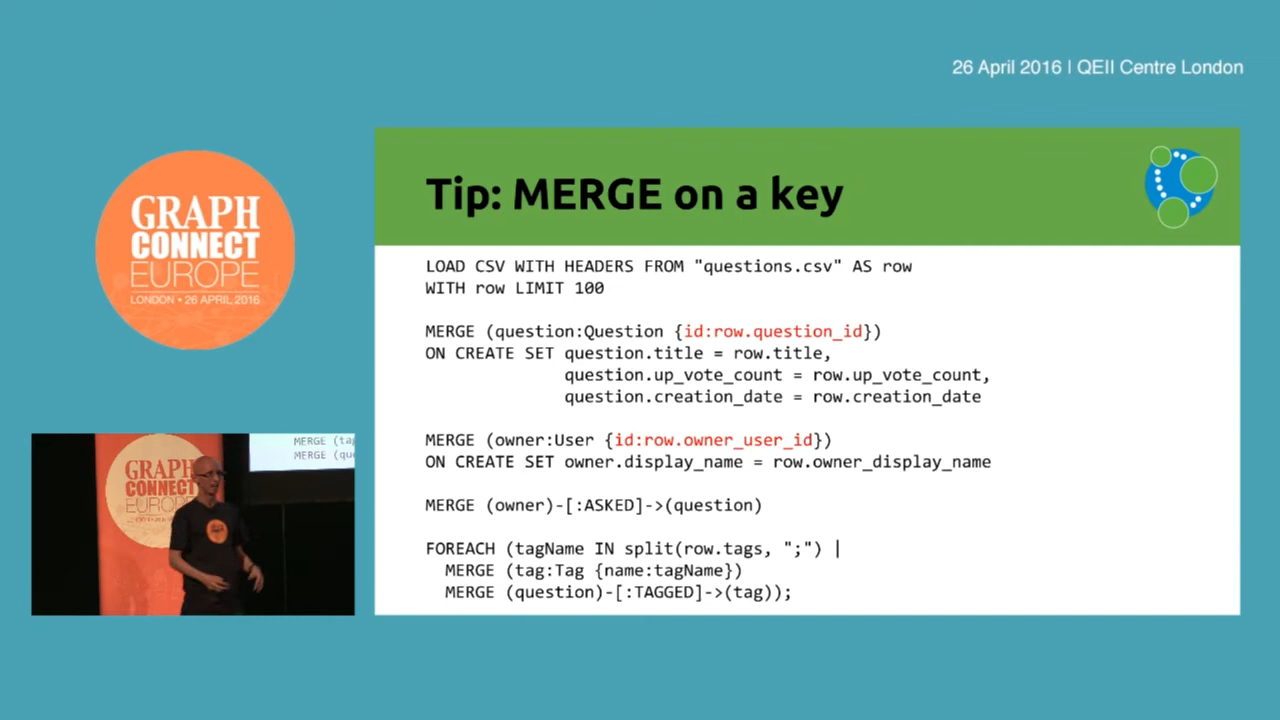 26 April 2016 | QEII Centre London
GRAPH
CONNECT
EUROPE
LONDON • 26 APRIL 2016
Tip: MERGE on a key
LOAD CSV WITH HEADERS FROM "questions.csv" AS row
WITH row LIMIT 100
MERGE (question:Question {id:row.question_id})
ON CREATE SET question.title = row.title,
question.up_vote_count = row.up_vote_count,
question.creation_date = row.creation_date
MERGE (owner:User {id:row.owner_user_id})
ON CREATE SET owner.display_name = row.owner_display_name
MERGE (owner)-[:ASKED]->(question)
FOREACH (tagName IN split(row.tags, ";") |
MERGE (tag:Tag {name:tagName})
MERGE (question)-[:TAGGED]->(tag));
MERGE (ta
MERGE (qu
GRAPH
CONNECT
EUROPE